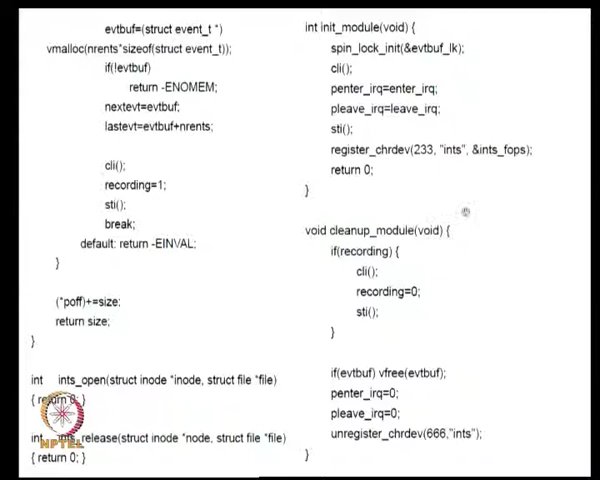 evtbuf=(struct event_t *)
vmalloc(nrents*sizeof(struct event_t));
if(!evtbuf)
return -ENOMEM;
nextevt=evtbuf;
lastevt=evtbuf+nrents;
cli();
recording=1;
sti();
break;
default: return -EINVAL;
}
(*poff)+=size;
return size;
}
int ints_open(struct inode *inode, struct file *file)
{ return 0; }
int ints_release(struct inode *node, struct file *file)
{ return 0; }
NPTEL
int init_module(void) {
spin_lock_init(&evtbuf_lk);
cli();
penter_irq=enter_irq;
pleave_irq=leave_irq;
sti();
register_chrdev(233, "ints", &ints_fops);
return 0;
}
void cleanup_module(void) {
if(recording) {
cli();
recording=0;
sti();
}
if(evtbuf) vfree(evtbuf);
penter_irq=0;
pleave_irq=0;
unregister_chrdev(666,"ints");
}